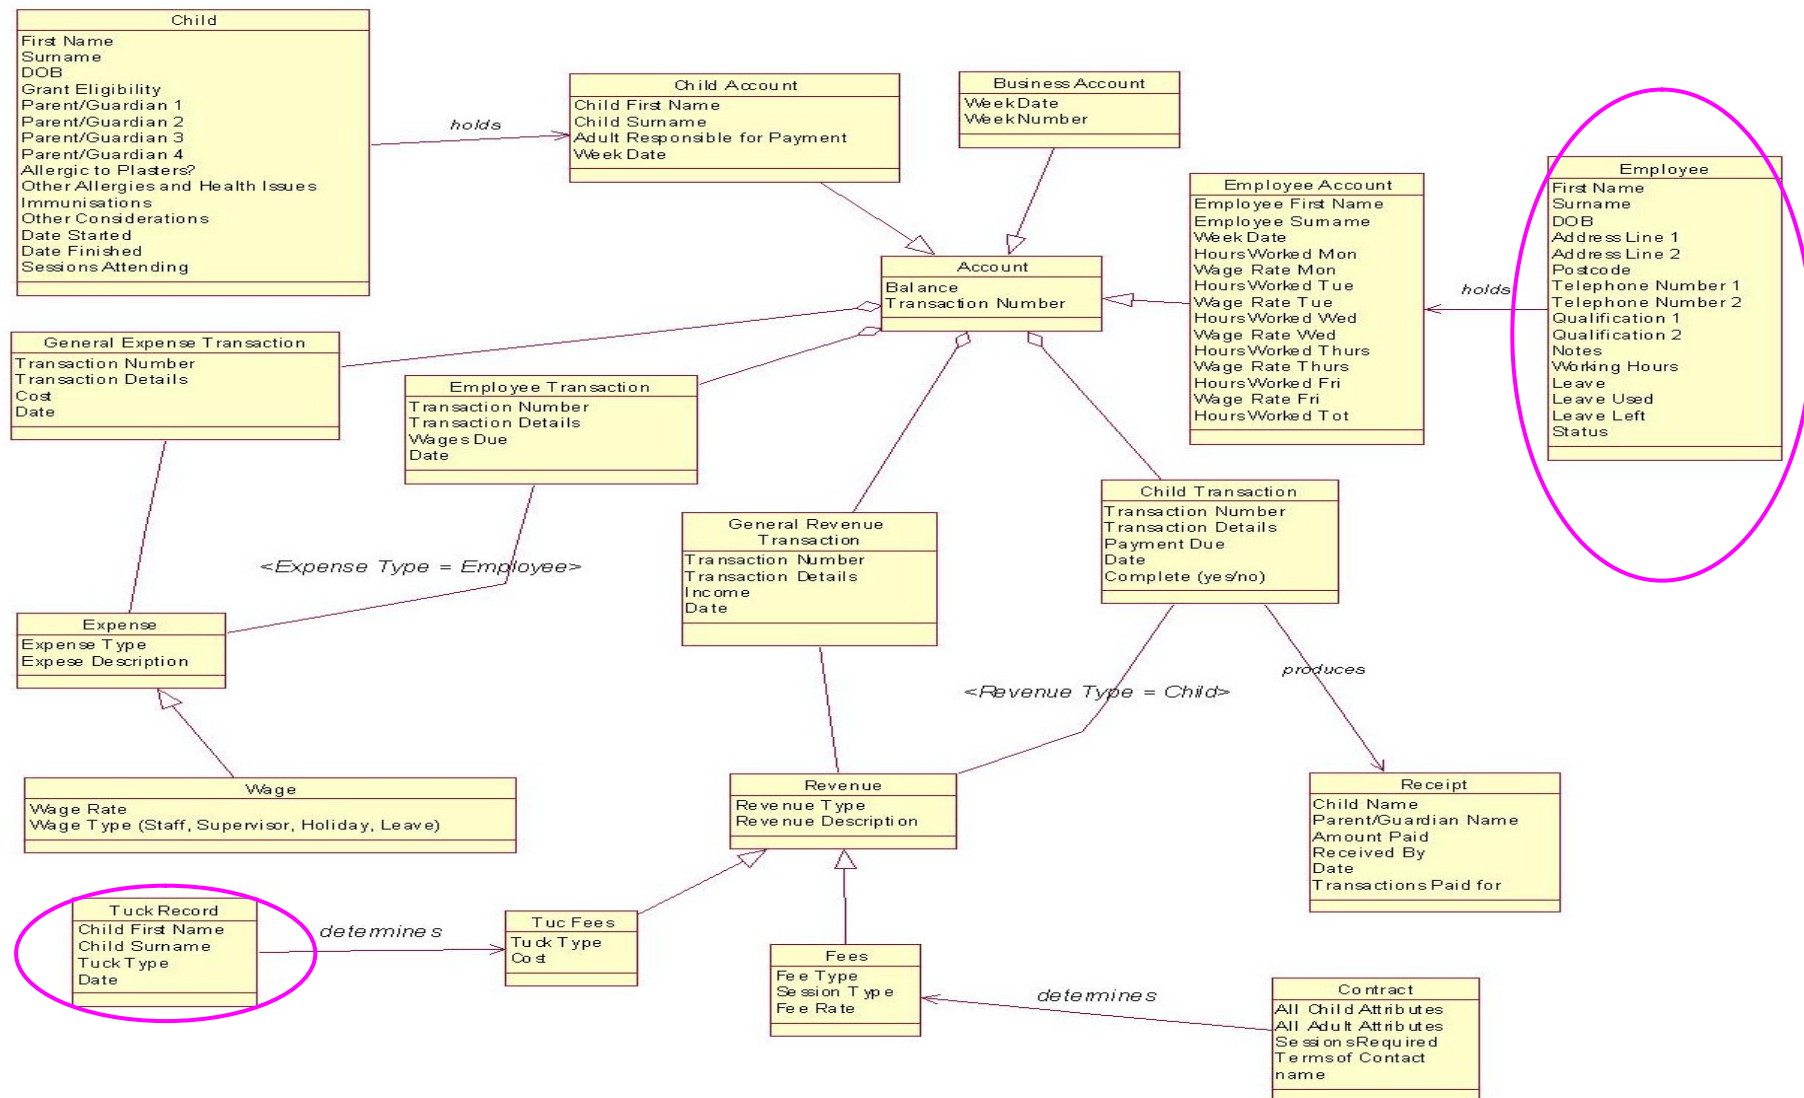 Child
First Name
Surname
DOB
Grant Eligibility
Parent/Guardian 1
Parent/Guardian 2
Parent/Guardian 3
Parent/Guardian 4
Allergic to Plasters?
Other Allergies and Health Issues
Immunisations
Other Considerations
Date Started
Date Finished
Sessions Attending
holds
Child Account
Child First Name
Child Surname
Adult Responsible for Payment
Week Date
Business Account
Week Date
Week Number
Employee Account
Employee First Name
Employee Surname
Week Date
Hours Worked Mon
Wage Rate Mon
Hours Worked Tue
Wage Rate Tue
Hours Worked Wed
Wage Rate Wed
Hours Worked Thurs
Wage Rate Thurs
Hours Worked Fri
Wage Rate Fri
Hours Worked Tot
holds
Employee
First Name
Surname
DOB
Address Line 1
Address Line 2
Postcode
Telephone Number 1
Telephone Number 2
Qualification 1
Qualification 2
Notes
Working Hours
Leave
Leave Used
Leave Left
Status
Account
Balance
Transaction Number
General Expense Transaction
Transaction Number
Transaction Details
Cost
Date
Employee Transaction
Transaction Number
Transaction Details
Wages Due
Date
General Revenue
Transaction
Transaction Number
Transaction Details
Income
Date
Child Transaction
Transaction Number
Transaction Details
Payment Due
Date
Complete (yes/no)
<Expense Type = Employee>
Expense
Expense Type
Expese Description
<Revenue Type = Child>
produces
Wage
Wage Rate
Wage Type (Staff, Supervisor, Holiday, Leave)
Revenue
Revenue Type
Revenue Description
Receipt
Child Name
Parent/Guardian Name
Amount Paid
Received By
Date
Transactions Paid for
Tuck Record
Child First Name
Child Surname
Tuck Type
Date
determines
Tuc Fees
Tuck Type
Cost
Fees
Fee Type
Session Type
Fee Rate
determines
Contract
All Child Attributes
All Adult Attributes
Sessions Required
Terms of Contact
name